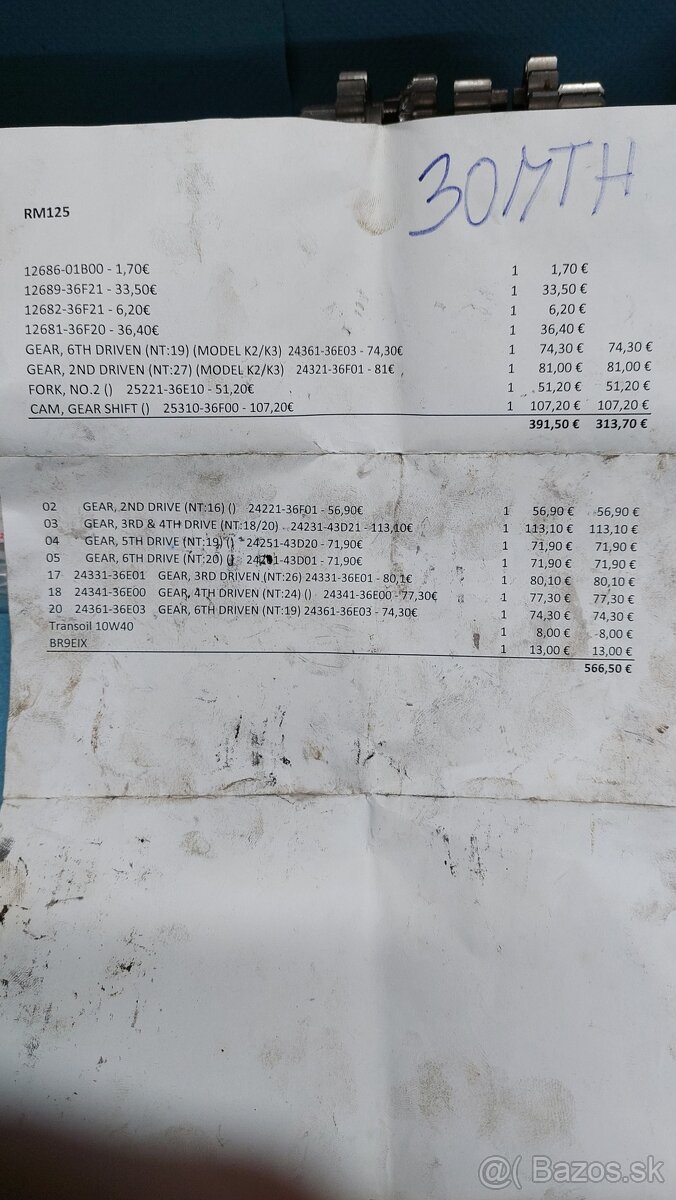 30MTH
RM125
12686-01B00 - 1,70€ 1 1,70 €
12689-36F21 - 33,50€ 1 33,50 €
12682-36F21 - 6,20€ 1 6,20 €
12681-36F20 - 36,40€ 1 36,40 €
GEAR, 6TH DRIVEN (NT:19) (MODEL K2/K3) 24361-36E03 - 74,30€ 1 74,30 € 74,30 €
GEAR, 2ND DRIVEN (NT:27) (MODEL K2/K3) 24321-36F01 - 81€ 1 81,00 € 81,00 €
FORK, NO.2 () 25221-36E10 - 51,20€ 1 51,20 € 51,20 €
CAM, GEAR SHIFT () 25310-36F00 - 107,20€ 1 107,20 € 107,20 €
391,50 € 313,70 €
02 GEAR, 2ND DRIVE (NT:16) () 24221-36F01 - 56,90€ 1 56,90 € 56,90 €
03 GEAR, 3RD & 4TH DRIVE (NT:18/20) 24231-43D21 - 113,10€ 1 113,10 € 113,10 €
04 GEAR, 5TH DRIVE (NT:19) () 24251-43D20 - 71,90€ 1 71,90 € 71,90 €
05 GEAR, 6TH DRIVE (NT:20) () - 71,90€ 1 71,90 € 71,90 €
17 24331-36E01 GEAR, 3RD DRIVEN (NT:26) 24331-36E01 - 80,1€ 1 80,10 € 80,10 €
18 24341-36E00 GEAR, 4TH DRIVEN (NT:24) () 24341-36E00 - 77,30€ 1 77,30 € 77,30 €
20 24361-36E03 GEAR, 6TH DRIVEN (NT:19) 24361-36E03 - 74,30€ 1 74,30 € 74,30 €
Transoil 10W40 1 8,00 € 8,00 €
BR9EIX 1 13,00 € 13,00 €
566,50 €
@( Bazos.sk